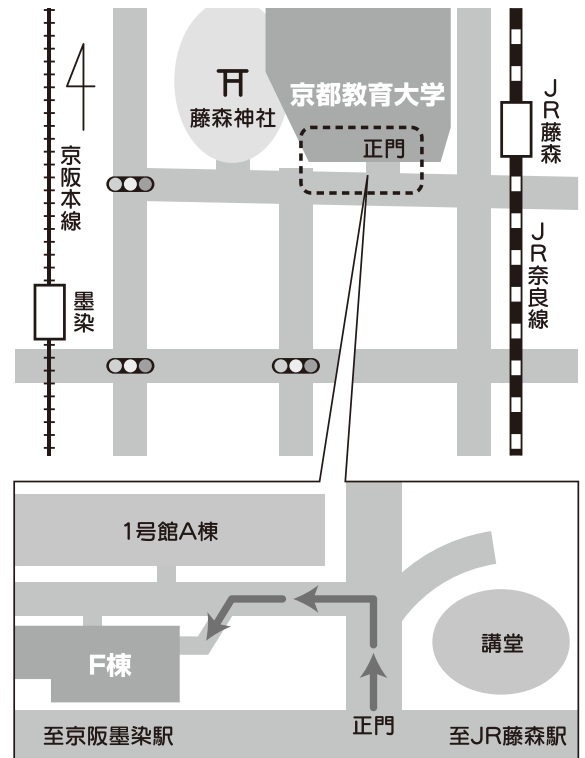 京都教育大学
藤森神社
正門
JR藤森
京阪本線
JR奈良線
墨染
1号館A棟
F棟
講堂
正門
至京阪墨染駅
至JR藤森駅